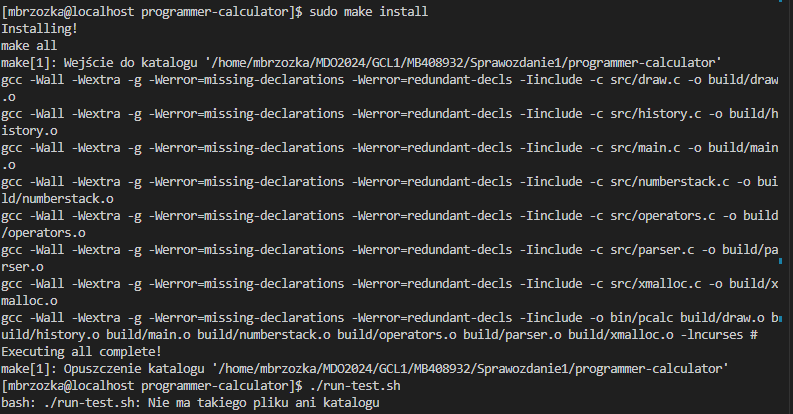 [mbrzozka@localhost programmer-calculator]$ sudo make install
Installing!
make all
make[1]: Wejście do katalogu '/home/mbrzozka/MDO2024/GCL1/MB408932/Sprawozdanie1/programmer-calculator'
gcc -Wall -Wextra -g -Werror=missing-declarations -Werror=redundant-decls -Iinclude -c src/draw.c -o build/draw
.o
gcc -Wall -Wextra -g -Werror=missing-declarations -Werror=redundant-decls -Iinclude -c src/history.c -o build/h
istory.o
gcc -Wall -Wextra -g -Werror=missing-declarations -Werror=redundant-decls -Iinclude -c src/main.c -o build/main
.o
gcc -Wall -Wextra -g -Werror=missing-declarations -Werror=redundant-decls -Iinclude -c src/numberstack.c -o bui
ld/numberstack.o
gcc -Wall -Wextra -g -Werror=missing-declarations -Werror=redundant-decls -Iinclude -c src/operators.c -o build
/operators.o
gcc -Wall -Wextra -g -Werror=missing-declarations -Werror=redundant-decls -Iinclude -c src/parser.c -o build/pa
rser.o
gcc -Wall -Wextra -g -Werror=missing-declarations -Werror=redundant-decls -Iinclude -c src/xmalloc.c -o build/x
malloc.o
gcc -Wall -Wextra -g -Werror=missing-declarations -Werror=redundant-decls -Iinclude -o bin/pcalc build/draw.o b
uild/history.o build/main.o build/numberstack.o build/operators.o build/parser.o build/xmalloc.o -lncurses #
Executing all complete!
make[1]: Opuszczenie katalogu '/home/mbrzozka/MDO2024/GCL1/MB408932/Sprawozdanie1/programmer-calculator'
[mbrzozka@localhost programmer-calculator]$ ./run-test.sh
bash: ./run-test.sh: Nie ma takiego pliku ani katalogu